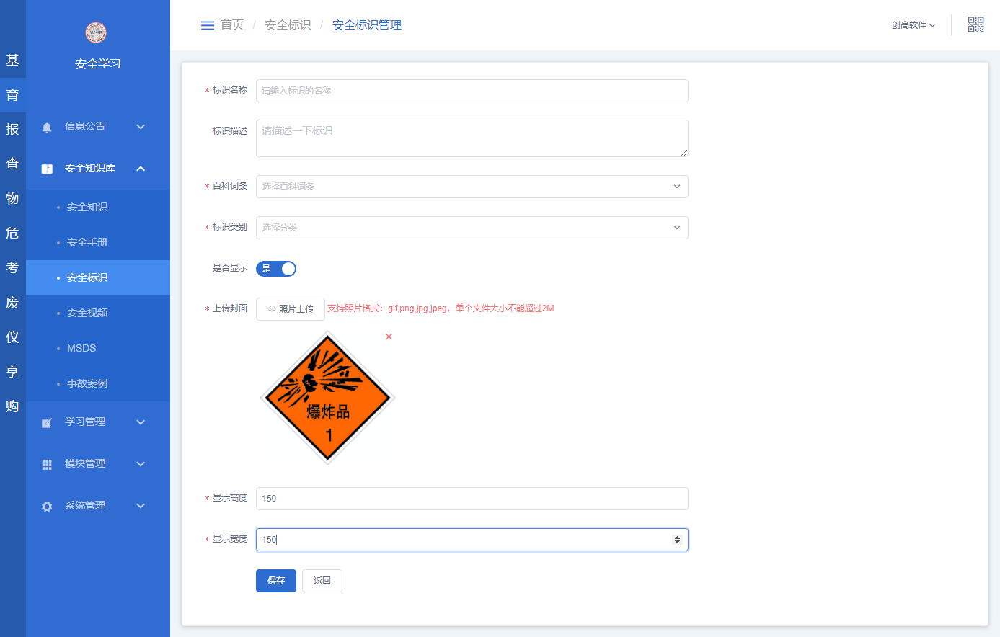 基
育
报
查
物
危
考
废
仪
享
购
安全学习
信息公告
安全知识库
安全知识
安全手册
安全标识
安全视频
MSDS
事故案例
学习管理
模块管理
系统管理
首页 / 安全标识 / 安全标识管理
创高软件
* 标识名称 请输入标识的名称
标识描述 请描述一下标识
* 百科词条 选择百科词条
* 标识类别 选择分类
是否显示 是
* 上传封面 照片上传 支持照片格式：gif,png,jpg,jpeg，单个文件大小不能超过2M
爆炸品
1
* 显示高度 150
* 显示宽度 150
保存 返回